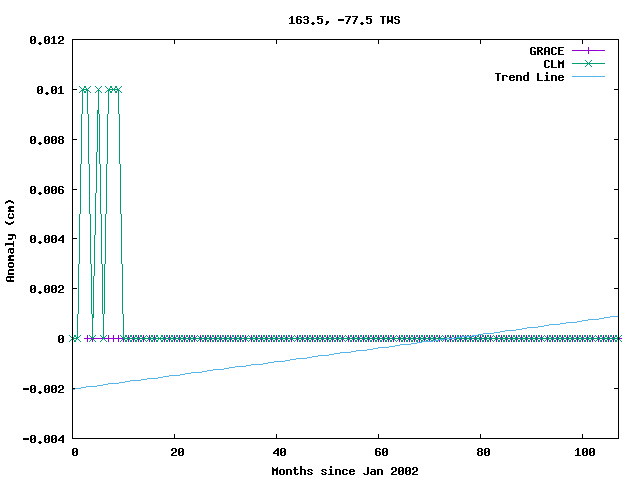 163.5, -77.5 TWS
GRACE
CLM
Trend Line
0.012
0.01
0.008
0.006
0.004
0.002
0
-0.002
-0.004
Anomaly (cm)
0 20 40 60 80 100
Months since Jan 2002